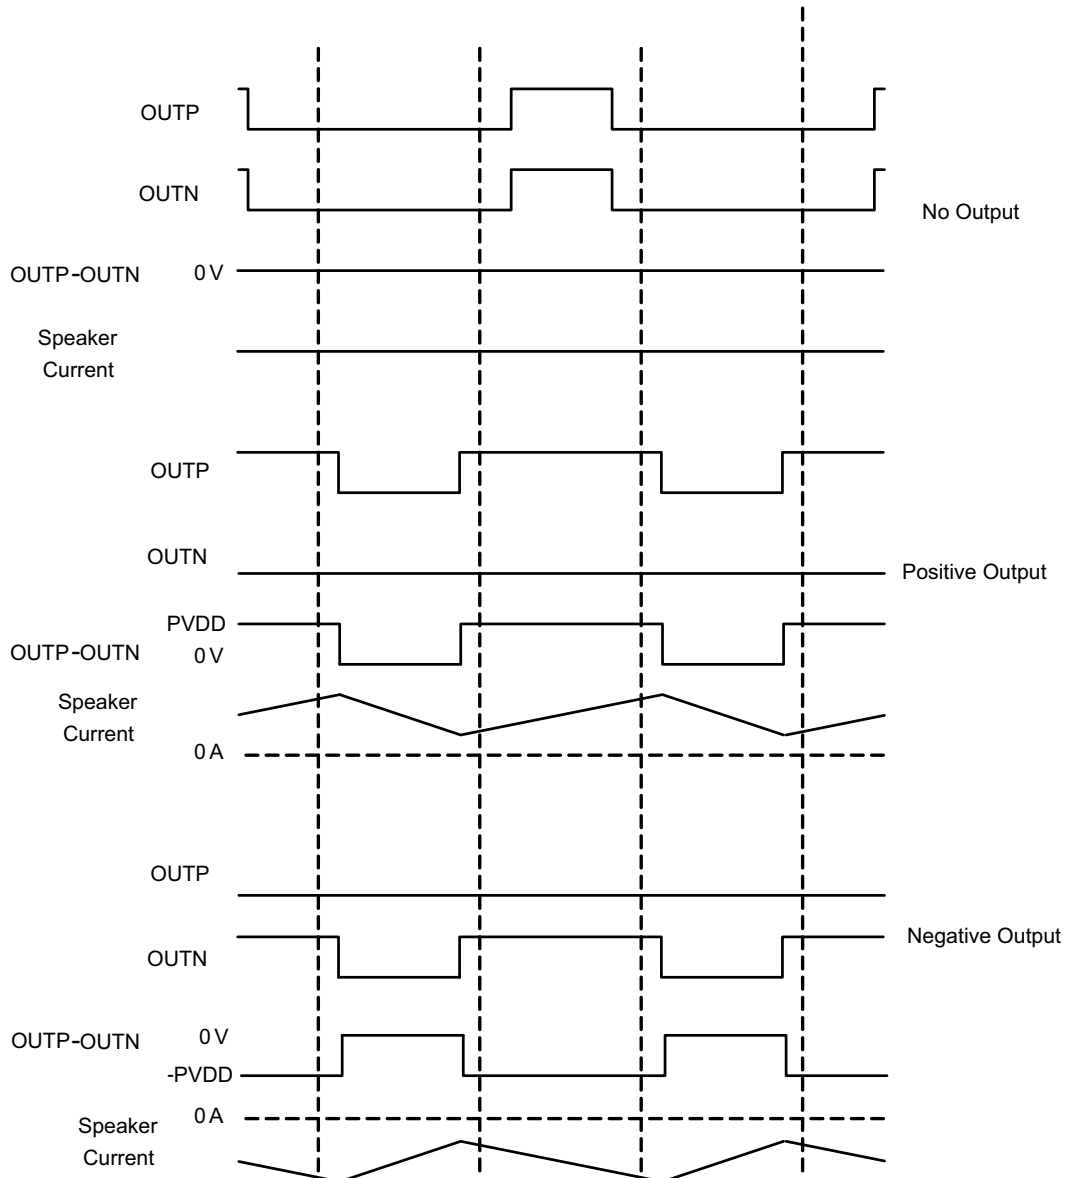 OUTP
OUTN
No Output
OUTP-OUTN 0 V
Speaker
Current
OUTP
OUTN
Positive Output
PVDD
OUTP-OUTN 0 V
Speaker
Current
0 A
OUTP
Negative Output
OUTN
OUTP-OUTN 0 V
-PVDD
0 A
Speaker
Current